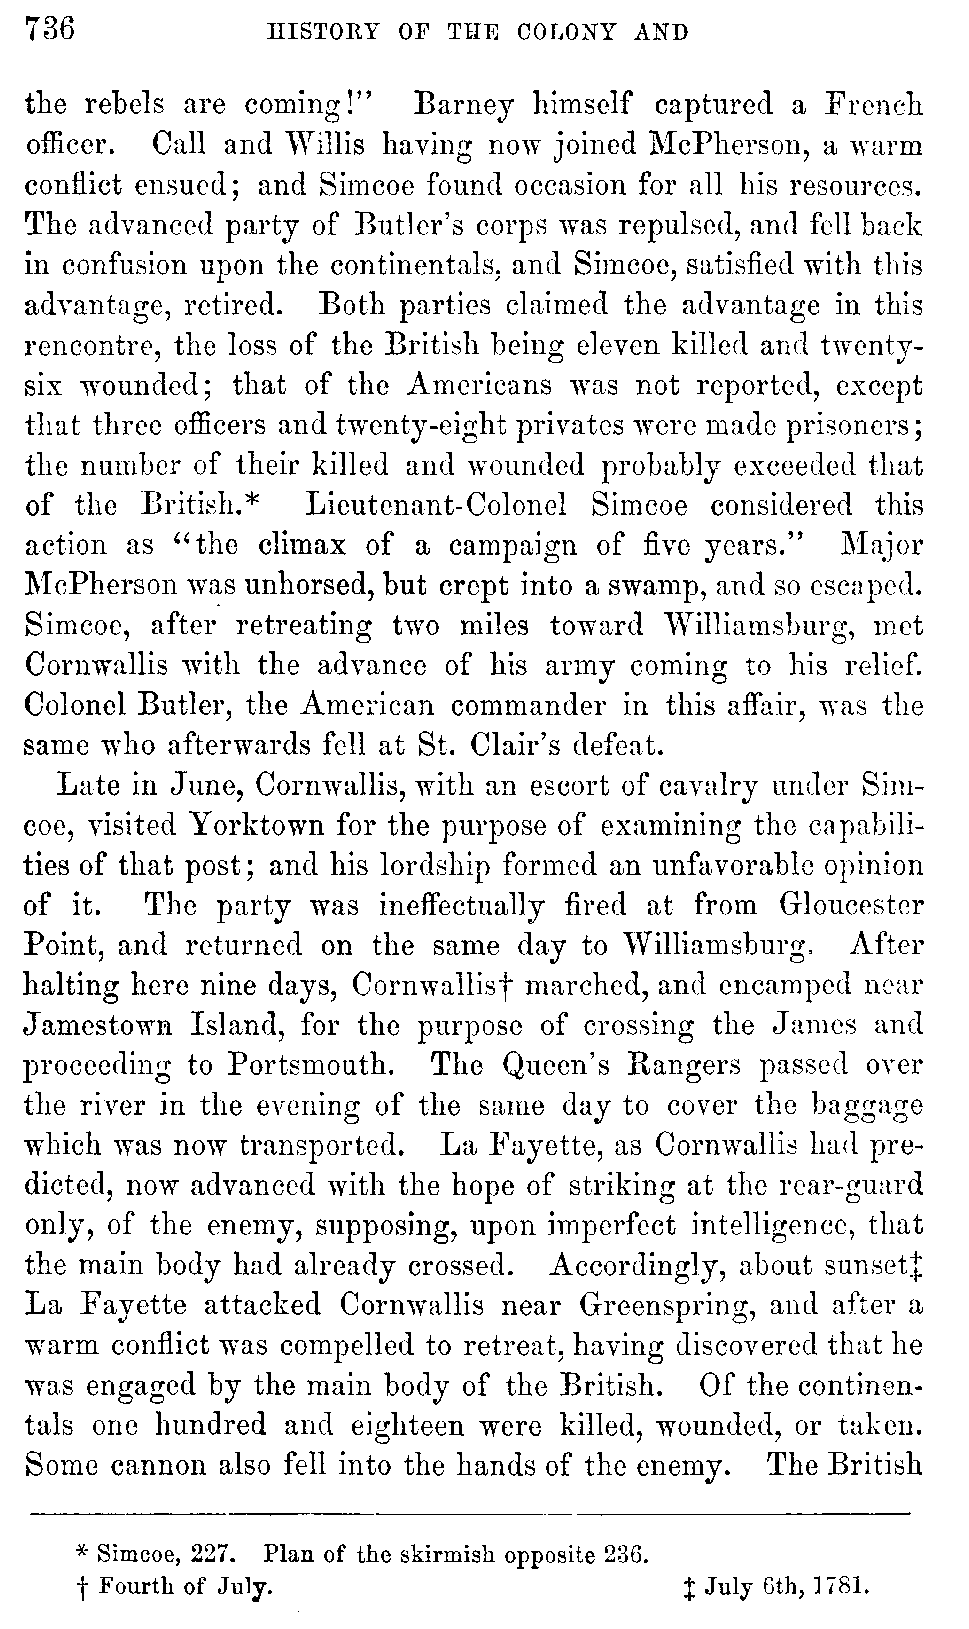 736 HISTORY OF THE COLONY AND
the rebels are coming!" Barney himself captured a French
officer. Call and Willis having now joined McPherson, a warm
conflict ensued; and Simcoe found occasion for all his resources.
The advanced party of Butler's corps was repulsed, and fell back
in confusion upon the continentals, and Simcoe, satisfied with this
advantage, retired. Both parties claimed the advantage in this
rencontre, the loss of the British being eleven killed and twenty-
six wounded; that of the Americans was not reported, except
that three officers and twenty-eight privates were made prisoners;
the number of their killed and wounded probably exceeded that
of the British.* Lieutenant-Colonel Simcoe considered this
action as "the climax of a campaign of five years." Major
McPherson was unhorsed, but crept into a swamp, and so escaped.
Simcoe, after retreating two miles toward Williamsburg, met
Cornwallis with the advance of his army coming to his relief.
Colonel Butler, the American commander in this affair, was the
same who afterwards fell at St. Clair's defeat.
Late in June, Cornwallis, with an escort of cavalry under Sim-
coe, visited Yorktown for the purpose of examining the capabili-
ties of that post; and his lordship formed an unfavorable opinion
of it. The party was ineffectually fired at from Gloucester
Point, and returned on the same day to Williamsburg. After
halting here nine days, Cornwallis† marched, and encamped near
Jamestown Island, for the purpose of crossing the James and
proceeding to Portsmouth. The Queen's Rangers passed over
the river in the evening of the same day to cover the baggage
which was now transported. La Fayette, as Cornwallis had pre-
dicted, now advanced with the hope of striking at the rear-guard
only, of the enemy, supposing, upon imperfect intelligence, that
the main body had already crossed. Accordingly, about sunset‡
La Fayette attacked Cornwallis near Greenspring, and after a
warm conflict was compelled to retreat, having discovered that he
was engaged by the main body of the British. Of the continen-
tals one hundred and eighteen were killed, wounded, or taken.
Some cannon also fell into the hands of the enemy. The British
* Simcoe, 227. Plan of the skirmish opposite 236.
† Fourth of July. ‡ July 6th, 1781.